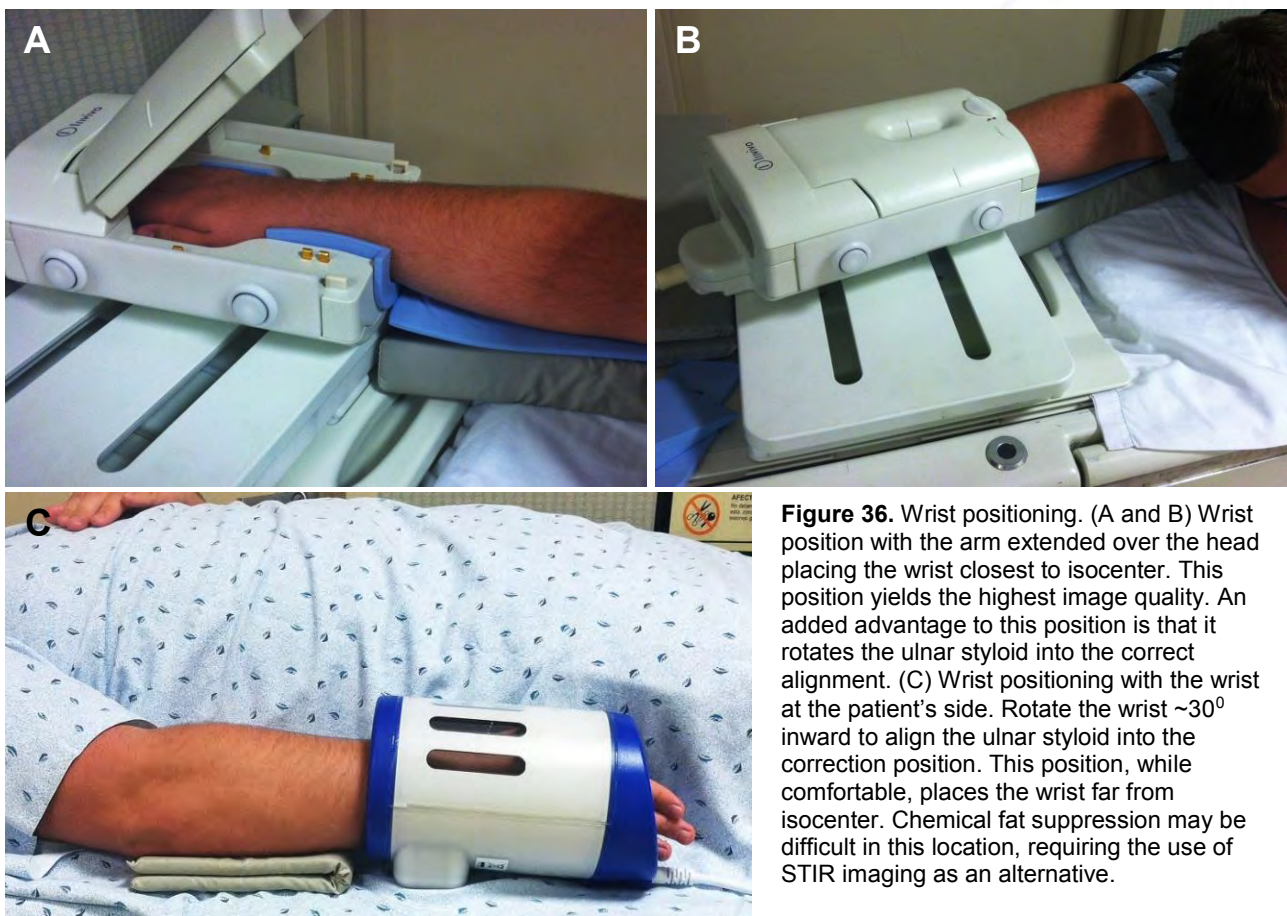 A
Invivo
B
Invivo
C
AFECT
Figure 36. Wrist positioning. (A and B) Wrist
position with the arm extended over the head
placing the wrist closest to isocenter. This
position yields the highest image quality. An
added advantage to this position is that it
rotates the ulnar styloid into the correct
alignment. (C) Wrist positioning with the wrist
at the patient's side. Rotate the wrist ~30⁰
inward to align the ulnar styloid into the
correction position. This position, while
comfortable, places the wrist far from
isocenter. Chemical fat suppression may be
difficult in this location, requiring the use of
STIR imaging as an alternative.